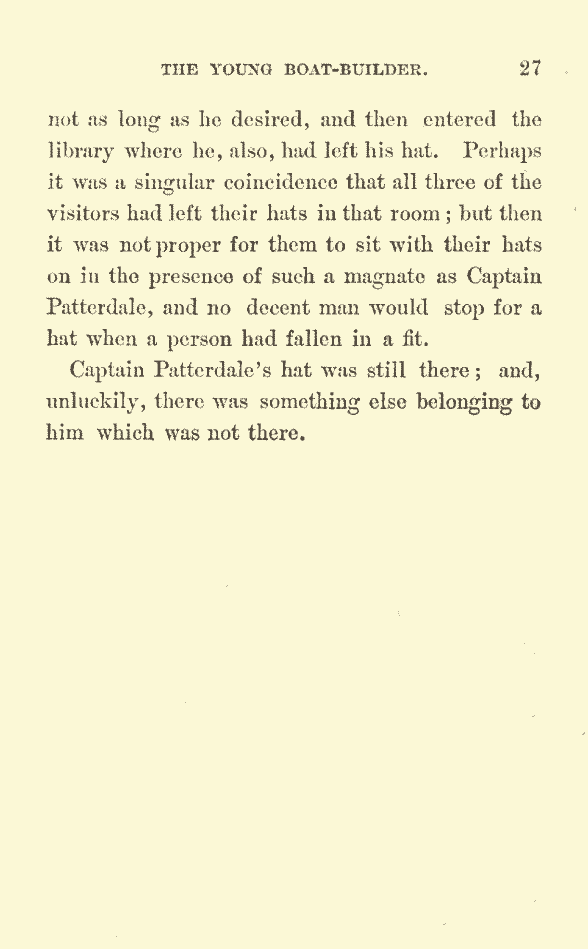 THE YOUNG BOAT-BUILDER. 27
not as long as he desired, and then entered the
library where he, also, had left his hat. Perhaps
it was a singular coincidence that all three of the
visitors had left their hats in that room; but then
it was not proper for them to sit with their hats
on in the presence of such a magnate as Captain
Patterdale, and no decent man would stop for a
hat when a person had fallen in a fit.
Captain Patterdale's hat was still there; and,
unluckily, there was something else belonging to
him which was not there.